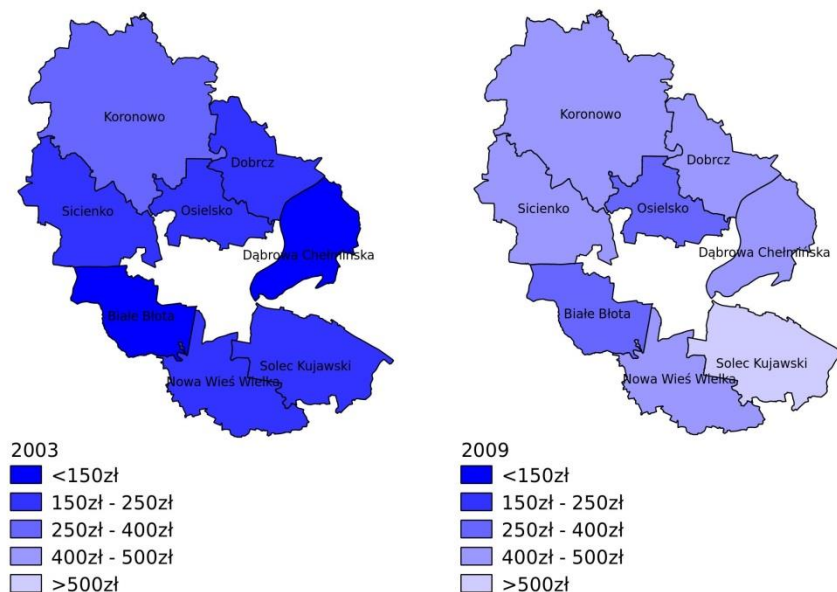 Koronowo
Dobrcz
Sicienko
Osielsko
Dąbrowa Chełmińska
Białe Błota
Solec Kujawski
Nowa Wieś Wielka
2003
<150zł
150zł - 250zł
250zł - 400zł
400zł - 500zł
>500zł
Koronowo
Dobrcz
Sicienko
Osielsko
Dąbrowa Chełmińska
Białe Błota
Solec Kujawski
Nowa Wieś Wielka
2009
<150zł
150zł - 250zł
250zł - 400zł
400zł - 500zł
>500zł